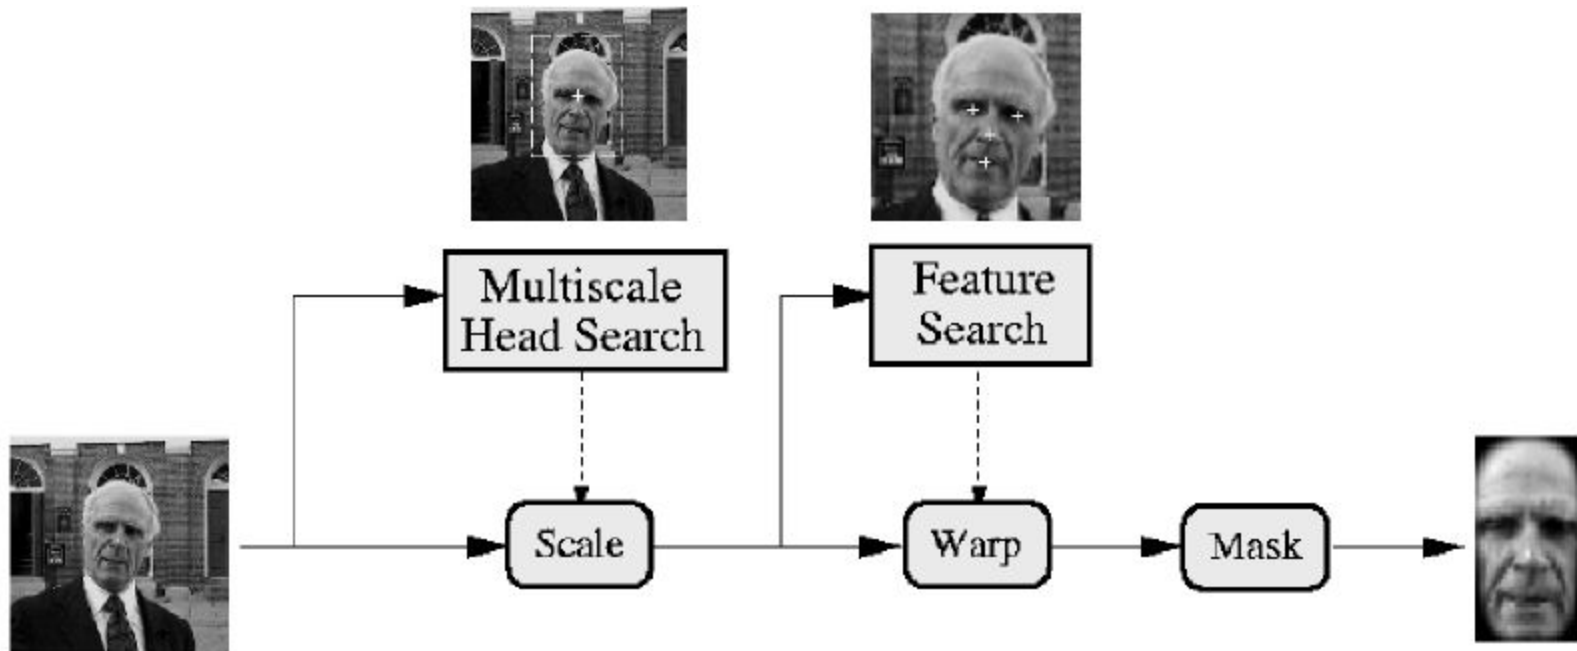 Multiscale
Head Search
Feature
Search
Scale
Warp
Mask